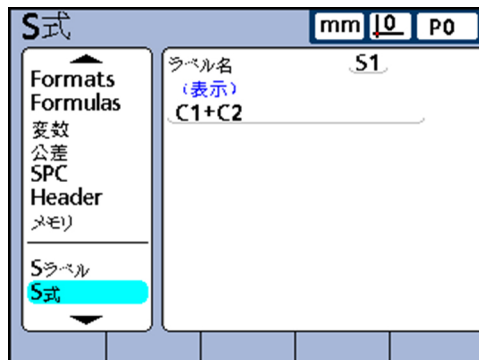 S式
mm 0 P0
Formats
Formulas
変数
公差
SPC
Header
メモリ
Sラベル
S式
ラベル名 S1
(表示)
C1+C2